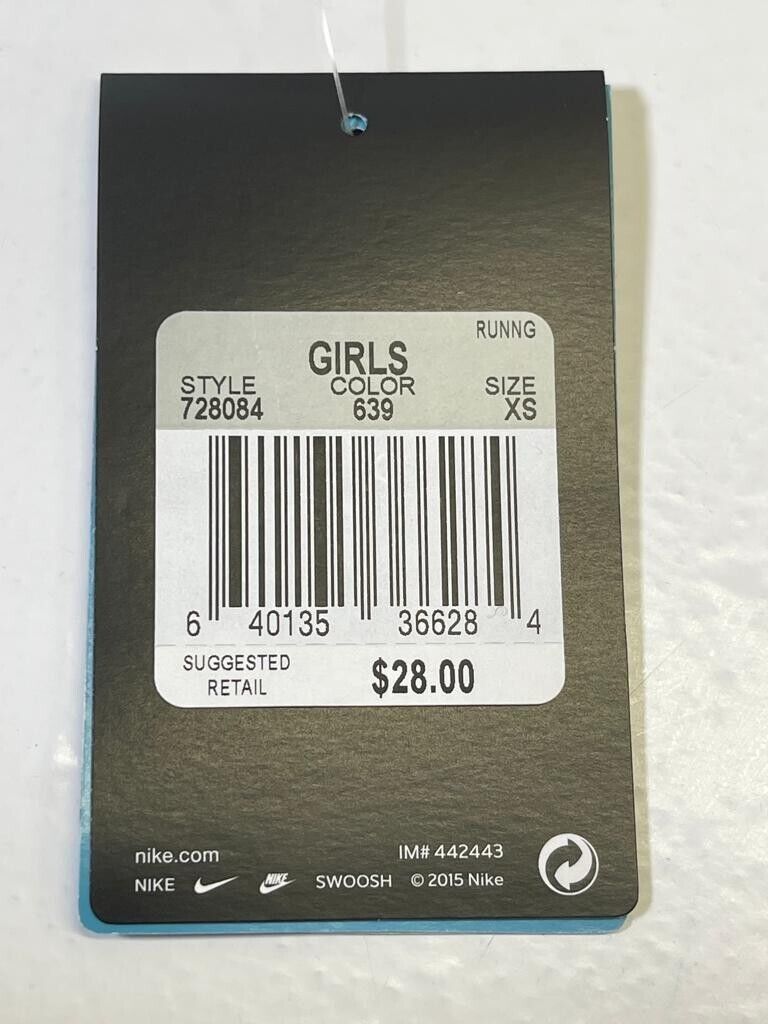 RUNNG
GIRLS
STYLE COLOR SIZE
728084 639 XS
6 40135 36628 4
SUGGESTED RETAIL $28.00
nike.com IM# 442443
NIKE NIKE SWOOSH © 2015 Nike